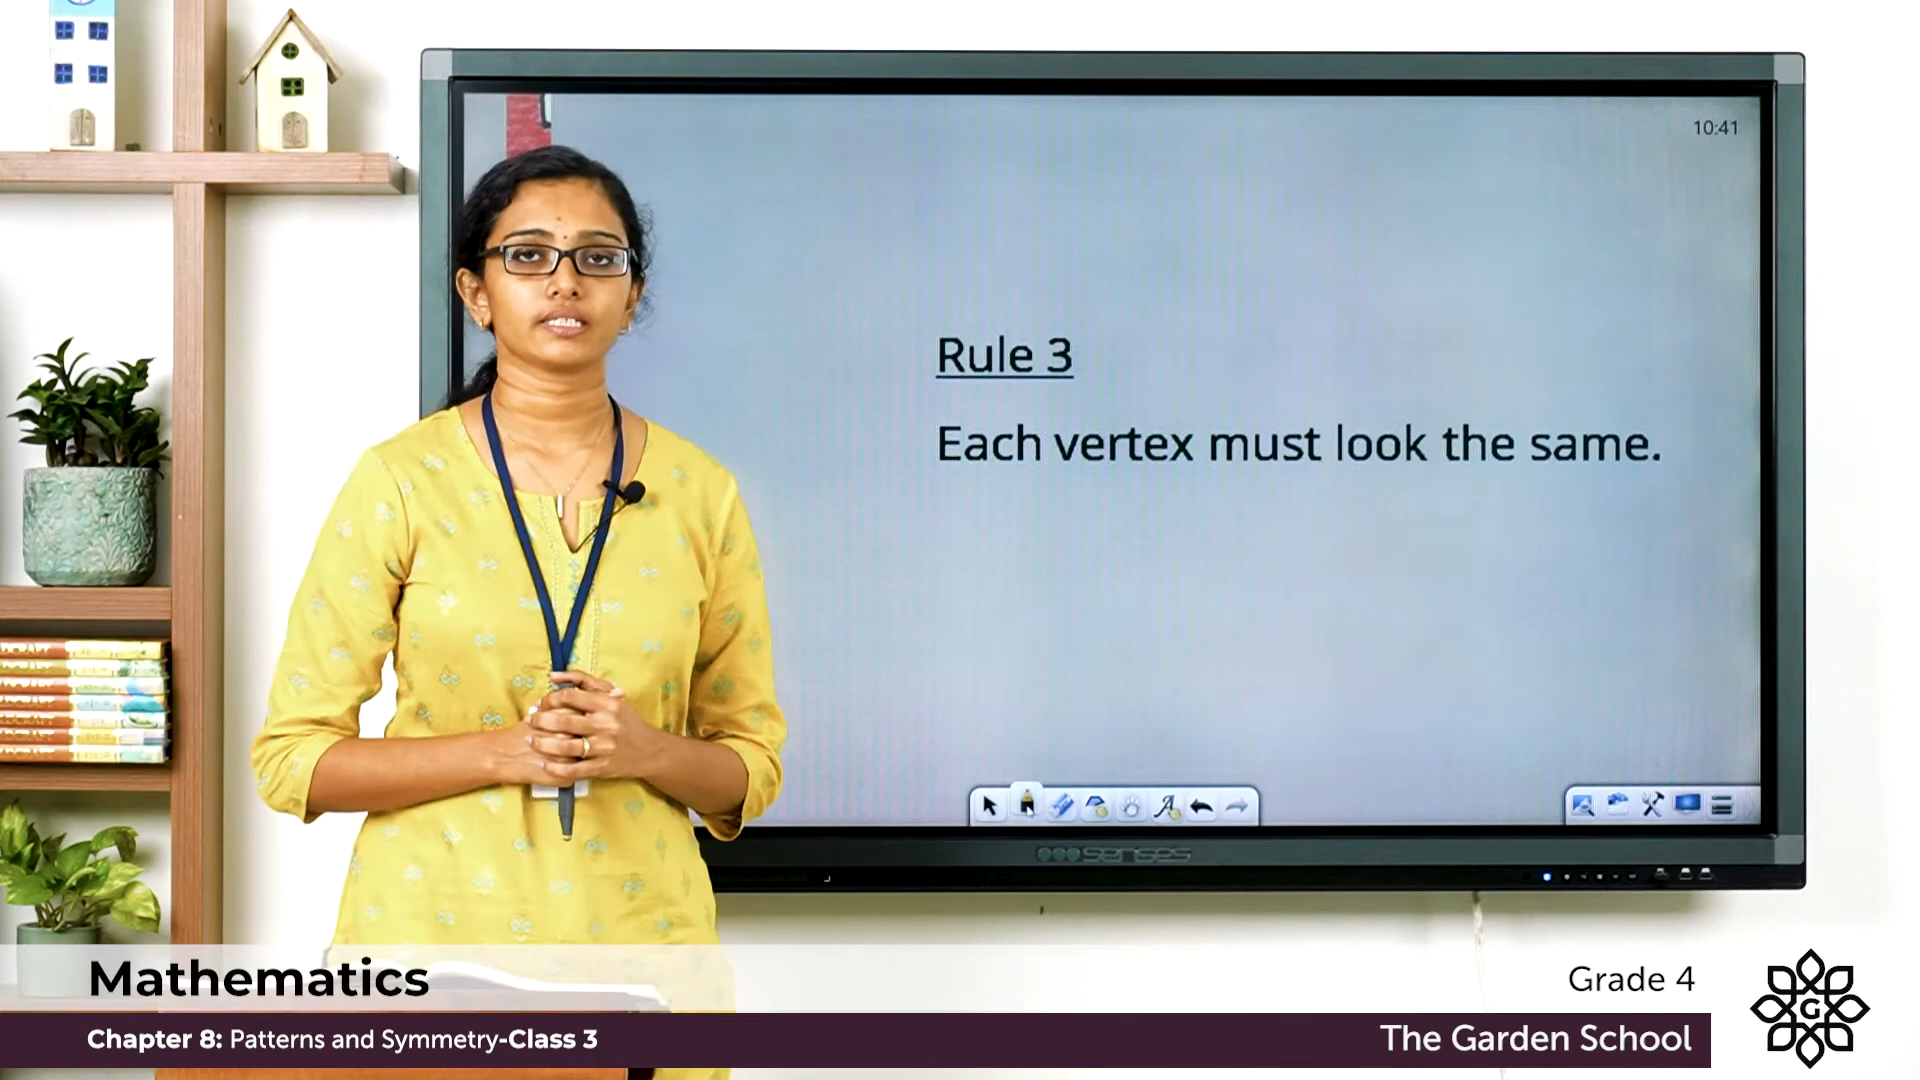 10:41
Rule 3
Each vertex must look the same.
senses
Mathematics
Grade 4
Chapter 8: Patterns and Symmetry-Class 3
The Garden School
G